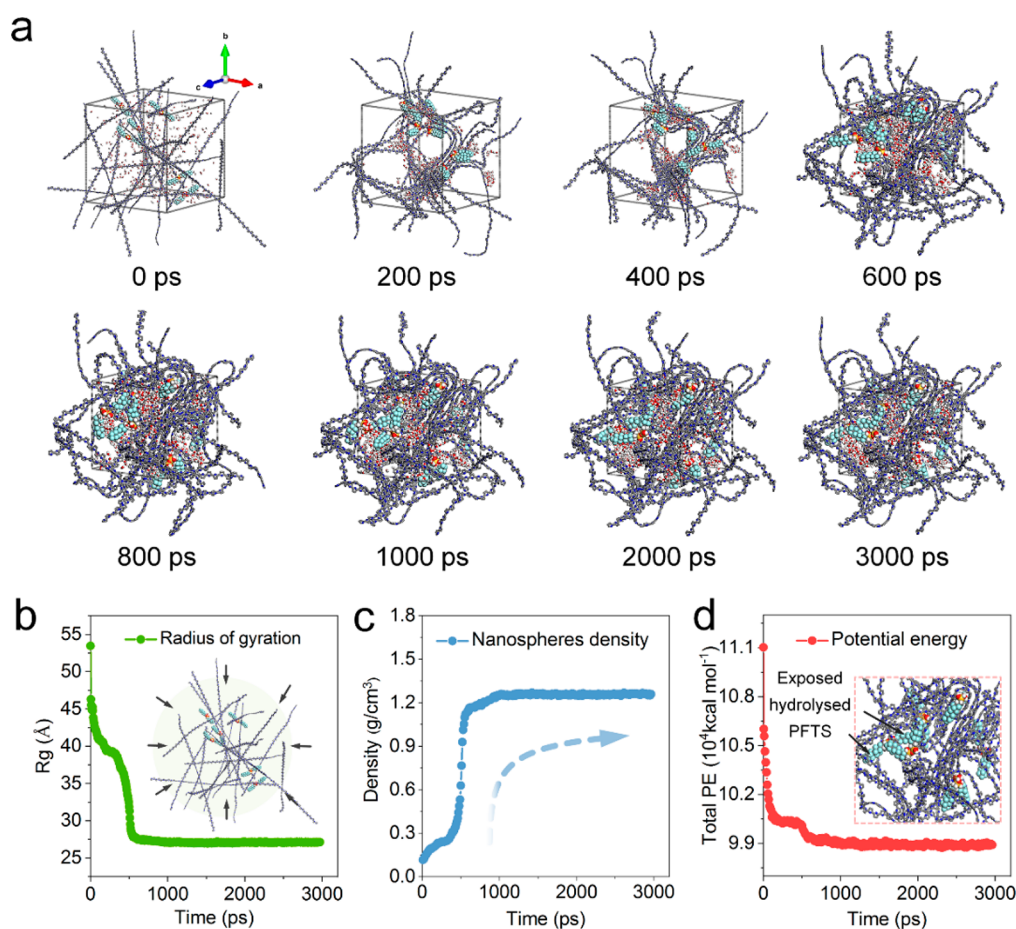 a
b
c
a
0 ps
200 ps
400 ps
600 ps
800 ps
1000 ps
2000 ps
3000 ps
b
Radius of gyration
55
50
45
40
35
30
25
Rg (Å)
0
1000
2000
3000
Time (ps)
c
Nanospheres density
1.8
1.5
1.2
0.9
0.6
0.3
0.0
Density (g/cm³)
0
1000
2000
3000
Time (ps)
d
Potential energy
Exposed
hydrolysed
PFTS
11.1
10.8
10.5
10.2
9.9
Total PE (10⁴kcal mol⁻¹)
0
1000
2000
3000
Time (ps)